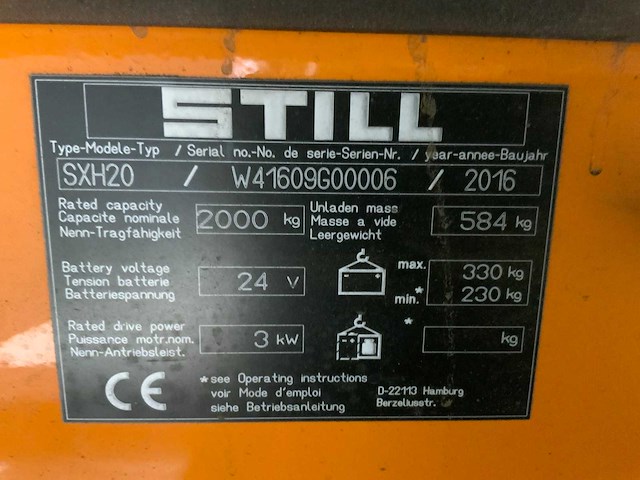 STILL
Type-Modele-Typ / Serial no.-No. de serie-Serien-Nr. / year-annee-Baujahr
SXH20 / W41609G00006 / 2016
Rated capacity
Capacite nominale
Nenn-Tragfähigkeit
2000 kg
Unladen mass
Masse a vide
Leergewicht
584 kg
Battery voltage
Tension batterie
Batteriespannung
24 V
max. 330 kg
*
min. 230 kg
Rated drive power
Puissance motr.nom.
Nenn-Antriebsleist.
3 kW
*
kg
CE
*see Operating instructions
voir Mode d'emploi
siehe Betriebsanleitung
D-22113 Hamburg
Berzeliusstr.